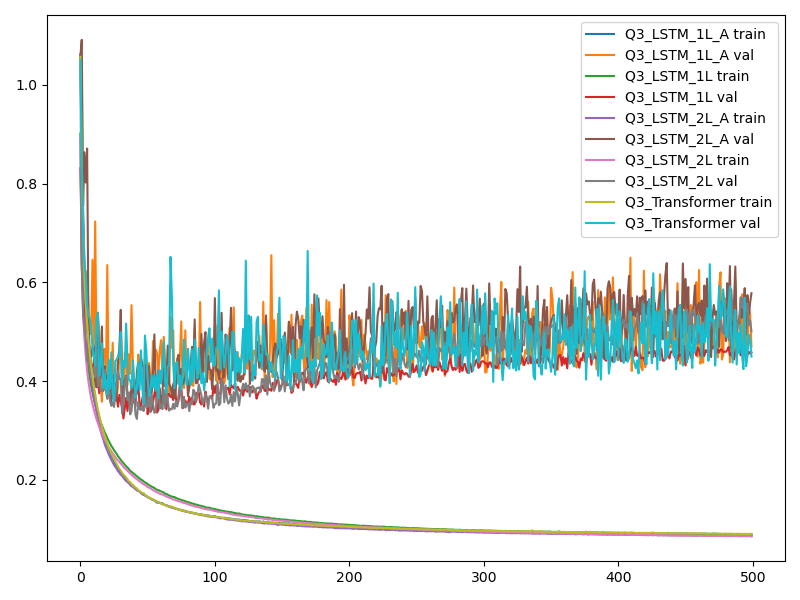 Q3_LSTM_1L_A train
Q3_LSTM_1L_A val
Q3_LSTM_1L train
Q3_LSTM_1L val
Q3_LSTM_2L_A train
Q3_LSTM_2L_A val
Q3_LSTM_2L train
Q3_LSTM_2L val
Q3_Transformer train
Q3_Transformer val
1.0
0.8
0.6
0.4
0.2
0 100 200 300 400 500